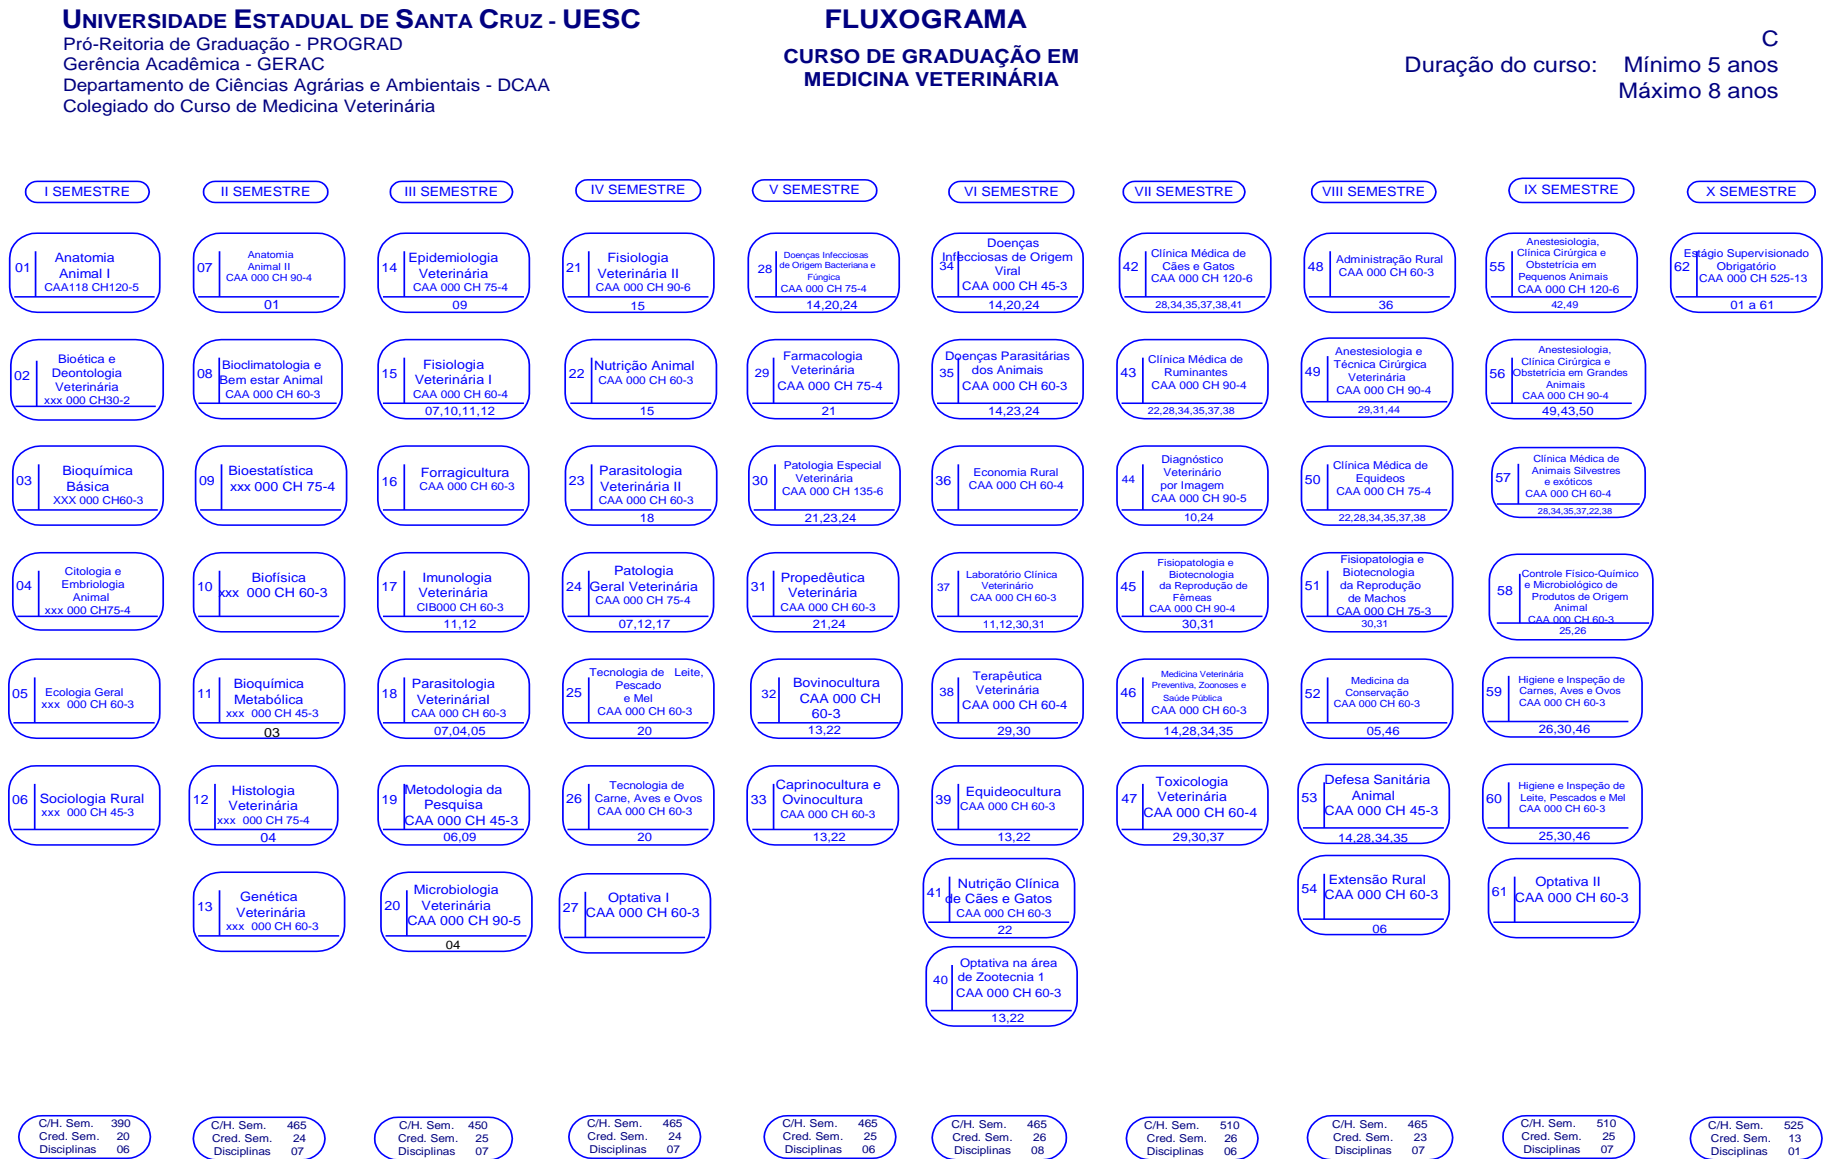 UNIVERSIDADE ESTADUAL DE SANTA CRUZ - UESC
Pró-Reitoria de Graduação - PROGRAD
Gerência Acadêmica - GERAC
Departamento de Ciências Agrárias e Ambientais - DCAA
Colegiado do Curso de Medicina Veterinária
FLUXOGRAMA
CURSO DE GRADUAÇÃO EM
MEDICINA VETERINÁRIA
C
Duração do curso: Mínimo 5 anos
Máximo 8 anos
I SEMESTRE
01
Anatomia
Animal I
CAA118 CH120-5
02
Bioética e
Deontologia
Veterinária
xxx 000 CH30-2
03
Bioquímica
Básica
XXX 000 CH60-3
04
Citologia e
Embriologia
Animal
xxx 000 CH75-4
05
Ecologia Geral
xxx 000 CH 60-3
06
Sociologia Rural
xxx 000 CH 45-3
C/H. Sem. 390
Cred. Sem. 20
Disciplinas 06
II SEMESTRE
07
Anatomia
Animal II
CAA 000 CH 90-4
01
08
Bioclimatologia e
Bem estar Animal
CAA 000 CH 60-3
09
Bioestatística
xxx 000 CH 75-4
10
Biofísica
xxx 000 CH 60-3
11
Bioquímica
Metabólica
xxx 000 CH 45-3
03
12
Histologia
Veterinária
xxx 000 CH 75-4
04
13
Genética
Veterinária
xxx 000 CH 60-3
C/H. Sem. 465
Cred. Sem. 24
Disciplinas 07
III SEMESTRE
14
Epidemiologia
Veterinária
CAA 000 CH 75-4
09
15
Fisiologia
Veterinária I
CAA 000 CH 60-4
07,10,11,12
16
Forragicultura
CAA 000 CH 60-3
17
Imunologia
Veterinária
CIB000 CH 60-3
11,12
18
Parasitologia
VeterináriaI
CAA 000 CH 60-3
07,04,05
19
Metodologia da
Pesquisa
CAA 000 CH 45-3
06,09
20
Microbiologia
Veterinária
CAA 000 CH 90-5
04
C/H. Sem. 450
Cred. Sem. 25
Disciplinas 07
IV SEMESTRE
21
Fisiologia
Veterinária II
CAA 000 CH 90-6
15
22
Nutrição Animal
CAA 000 CH 60-3
15
23
Parasitologia
Veterinária II
CAA 000 CH 60-3
18
24
Patologia
Geral Veterinária
CAA 000 CH 75-4
07,12,17
25
Tecnologia de Leite,
Pescado
e Mel
CAA 000 CH 60-3
20
26
Tecnologia de
Carne, Aves e Ovos
CAA 000 CH 60-3
20
27
Optativa I
CAA 000 CH 60-3
C/H. Sem. 465
Cred. Sem. 24
Disciplinas 07
V SEMESTRE
28
Doenças Infecciosas
de Origem Bacteriana e
Fúngica
CAA 000 CH 75-4
14,20,24
29
Farmacologia
Veterinária
CAA 000 CH 75-4
21
30
Patologia Especial
Veterinária
CAA 000 CH 135-6
21,23,24
31
Propedêutica
Veterinária
CAA 000 CH 60-3
21,24
32
Bovinocultura
CAA 000 CH
60-3
13,22
33
Caprinocultura e
Ovinocultura
CAA 000 CH 60-3
13,22
C/H. Sem. 465
Cred. Sem. 25
Disciplinas 06
VI SEMESTRE
34
Doenças
Infecciosas de Origem
Viral
CAA 000 CH 45-3
14,20,24
35
Doenças Parasitárias
dos Animais
CAA 000 CH 60-3
14,23,24
36
Economia Rural
CAA 000 CH 60-4
37
Laboratório Clínica
Veterinário
CAA 000 CH 60-3
11,12,30,31
38
Terapêutica
Veterinária
CAA 000 CH 60-4
29,30
39
Equideocultura
CAA 000 CH 60-3
13,22
41
Nutrição Clínica
de Cães e Gatos
CAA 000 CH 60-3
22
40
Optativa na área
de Zootecnia 1
CAA 000 CH 60-3
13,22
C/H. Sem. 465
Cred. Sem. 26
Disciplinas 08
VII SEMESTRE
42
Clínica Médica de
Cães e Gatos
CAA 000 CH 120-6
28,34,35,37,38,41
43
Clínica Médica de
Ruminantes
CAA 000 CH 90-4
22,28,34,35,37,38
44
Diagnóstico
Veterinário
por Imagem
CAA 000 CH 90-5
10,24
45
Fisiopatologia e
Biotecnologia
da Reprodução de
Fêmeas
CAA 000 CH 90-4
30,31
46
Medicina Veterinária
Preventiva, Zoonoses e
Saúde Pública
CAA 000 CH 60-3
14,28,34,35
47
Toxicologia
Veterinária
CAA 000 CH 60-4
29,30,37
C/H. Sem. 510
Cred. Sem. 26
Disciplinas 06
VIII SEMESTRE
48
Administração Rural
CAA 000 CH 60-3
36
49
Anestesiologia e
Técnica Cirúrgica
Veterinária
CAA 000 CH 90-4
29,31,44
50
Clínica Médica de
Equideos
CAA 000 CH 75-4
22,28,34,35,37,38
51
Fisiopatologia e
Biotecnologia
da Reprodução
de Machos
CAA 000 CH 75-3
30,31
52
Medicina da
Conservação
CAA 000 CH 60-3
05,46
53
Defesa Sanitária
Animal
CAA 000 CH 45-3
14,28,34,35
54
Extensão Rural
CAA 000 CH 60-3
06
C/H. Sem. 465
Cred. Sem. 23
Disciplinas 07
IX SEMESTRE
55
Anestesiologia,
Clínica Cirúrgica e
Obstetrícia em
Pequenos Animais
CAA 000 CH 120-6
42,49
56
Anestesiologia,
Clínica Cirúrgica e
Obstetrícia em Grandes
Animais
CAA 000 CH 90-4
49,43,50
57
Clínica Médica de
Animais Silvestres
e exóticos
CAA 000 CH 60-4
28,34,35,37,22,38
58
Controle Físico-Químico
e Microbiológico de
Produtos de Origem
Animal
CAA 000 CH 60-3
25,26
59
Higiene e Inspeção de
Carnes, Aves e Ovos
CAA 000 CH 60-3
26,30,46
60
Higiene e Inspeção de
Leite, Pescados e Mel
CAA 000 CH 60-3
25,30,46
61
Optativa II
CAA 000 CH 60-3
C/H. Sem. 510
Cred. Sem. 25
Disciplinas 07
X SEMESTRE
62
Estágio Supervisionado
Obrigatório
CAA 000 CH 525-13
01 a 61
C/H. Sem. 525
Cred. Sem. 13
Disciplinas 01